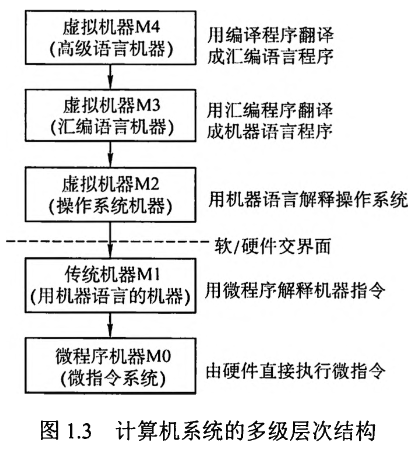 虚拟机器M4
(高级语言机器)
用编译程序翻译
成汇编语言程序
虚拟机器M3
(汇编语言机器)
用汇编程序翻译
成机器语言程序
虚拟机器M2
(操作系统机器)
用机器语言解释操作系统
软/硬件交界面
传统机器M1
(用机器语言的机器)
用微程序解释机器指令
微程序机器M0
(微指令系统)
由硬件直接执行微指令
图 1.3 计算机系统的多级层次结构